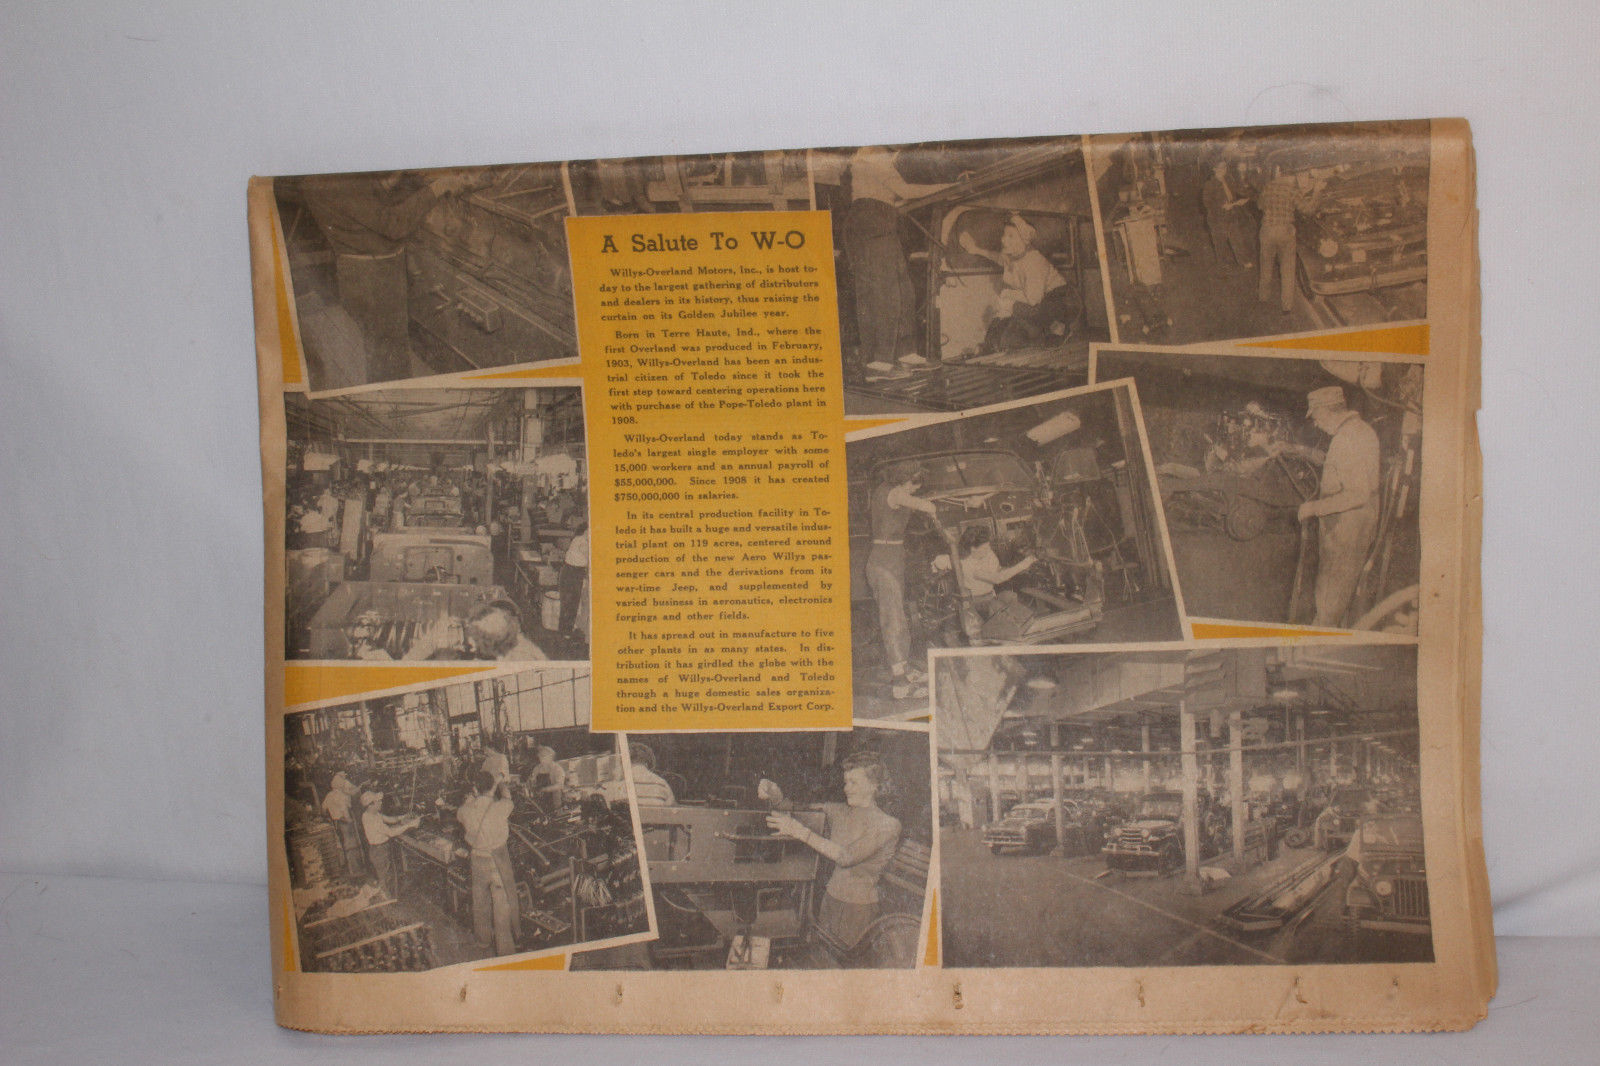 A Salute To W-O
Willys-Overland Motors, Inc., is host to-
day to the largest gathering of distributors
and dealers in its history, thus raising the
curtain on its Golden Jubilee year.
Born in Terre Haute, Ind., where the
first Overland was produced in February,
1903, Willys-Overland has been an indus-
trial citizen of Toledo since it took the
first step toward centering operations here
with purchase of the Pope-Toledo plant in
1908.
Willys-Overland today stands as To-
ledo's largest single employer with some
15,000 workers and an annual payroll of
$55,000,000. Since 1908 it has created
$750,000,000 in salaries.
In its central production facility in To-
ledo it has built a huge and versatile indus-
trial plant on 119 acres, centered around
production of the new Aero Willys pas-
senger cars and the derivations from its
war-time Jeep, and supplemented by
varied business in aeronautics, electronics
forgings and other fields.
It has spread out in manufacture to five
other plants in as many states. In dis-
tribution it has girdled the globe with the
names of Willys-Overland and Toledo
through a huge domestic sales organiza-
tion and the Willys-Overland Export Corp.